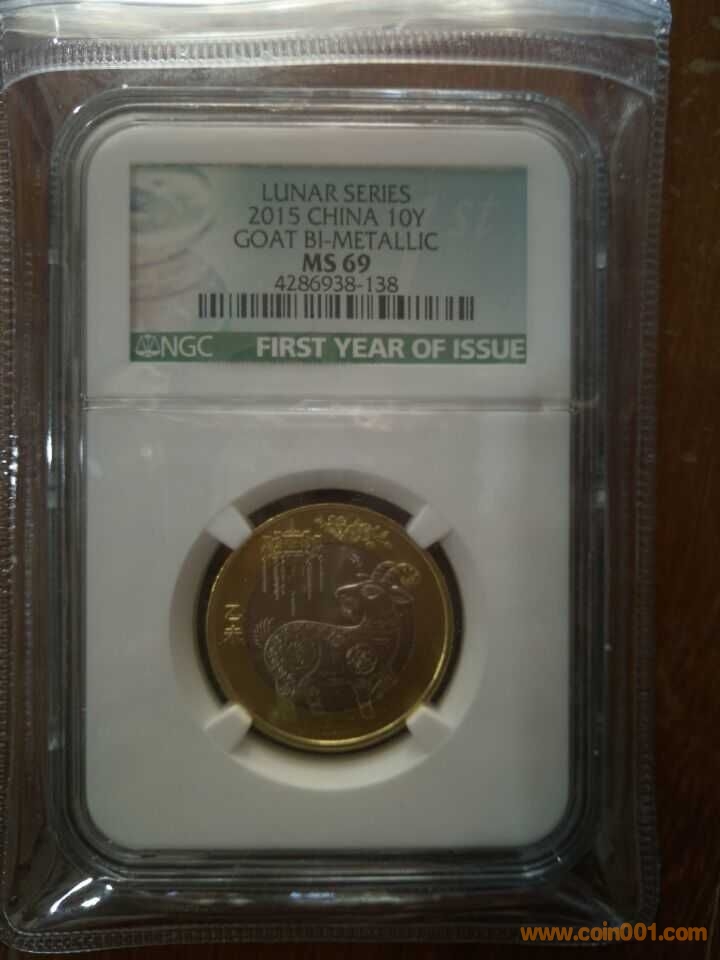 1st
LUNAR SERIES
2015 CHINA 10Y
GOAT BI-METALLIC
MS 69
4286938-138
NGC FIRST YEAR OF ISSUE
乙未
www.coin001.com